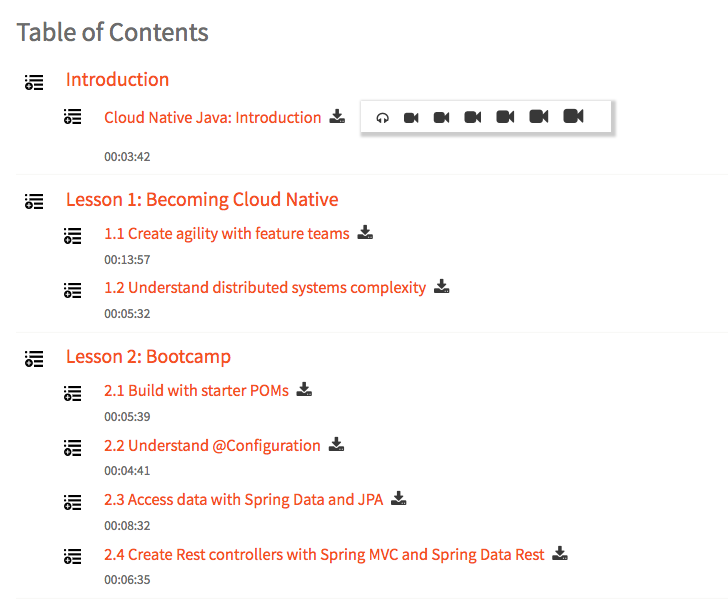 Table of Contents
Introduction
Cloud Native Java: Introduction
00:03:42
Lesson 1: Becoming Cloud Native
1.1 Create agility with feature teams
00:13:57
1.2 Understand distributed systems complexity
00:05:32
Lesson 2: Bootcamp
2.1 Build with starter POMs
00:05:39
2.2 Understand @Configuration
00:04:41
2.3 Access data with Spring Data and JPA
00:08:32
2.4 Create Rest controllers with Spring MVC and Spring Data Rest
00:06:35